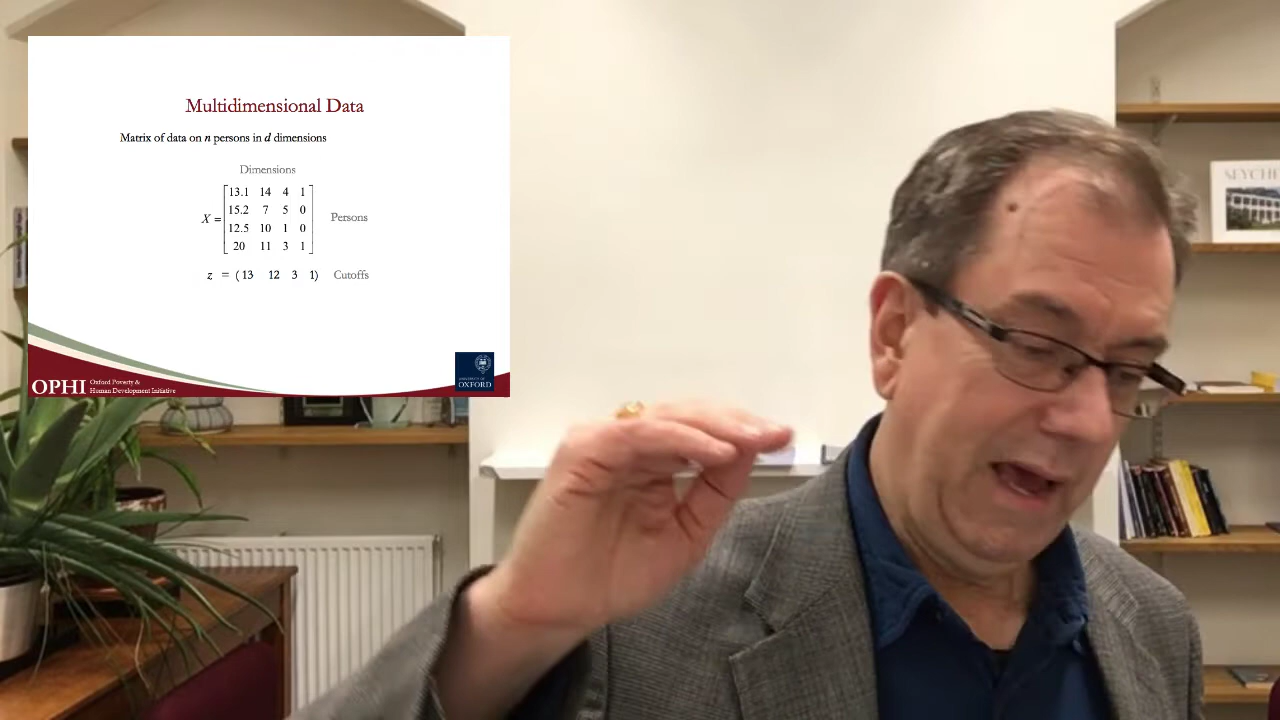 Multidimensional Data
Matrix of data on n persons in d dimensions
Dimensions
X = [13.1 14 4 1
15.2 7 5 0
12.5 10 1 0
20 11 3 1]
Persons
z = ( 13 12 3 1) Cutoffs
OPHI Oxford Poverty &
Human Development Initiative
UNIVERSITY OF
OXFORD